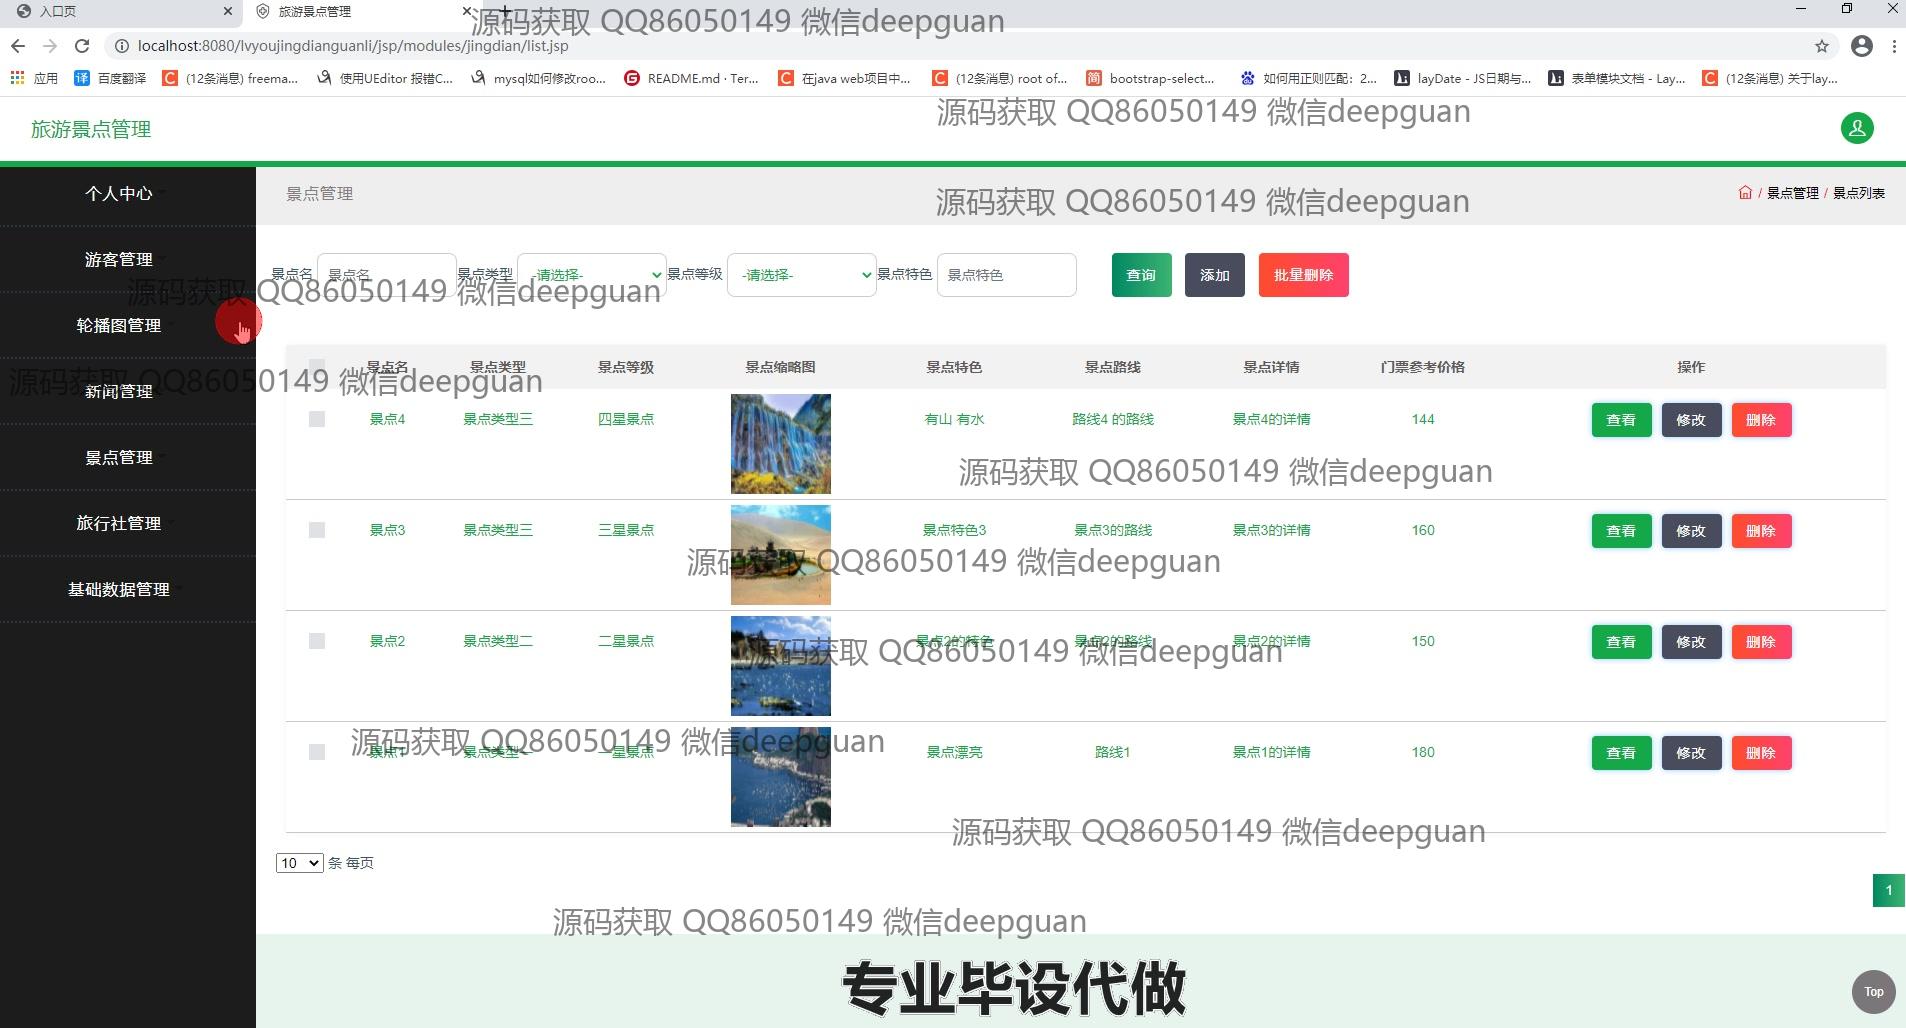 入口页
旅游景点管理
源码获取 QQ86050149 微信deepguan
localhost:8080/lvyoujingdianguanli/jsp/modules/jingdian/list.jsp
应用 百度翻译 (12条消息) freema... 使用UEditor 报错C... mysql如何修改roo... README.md · Ter... 在java web项目中... (12条消息) root of... bootstrap-select... 如何用正则匹配：2... layDate - JS日期与... 表单模块文档 - Lay... (12条消息) 关于lay...
源码获取 QQ86050149 微信deepguan
旅游景点管理
个人中心
游客管理
轮播图管理
新闻管理
景点管理
旅行社管理
基础数据管理
景点管理
源码获取 QQ86050149 微信deepguan
/ 景点管理 / 景点列表
景点名 景点名 景点类型 -请选择- 景点等级 -请选择- 景点特色 景点特色 查询 添加 批量删除
源码获取 QQ86050149 微信deepguan
景点名 景点类型 景点等级 景点缩略图 景点特色 景点路线 景点详情 门票参考价格 操作
源码获取 QQ86050149 微信deepguan
景点4 景点类型三 四星景点 有山 有水 路线4 的路线 景点4的详情 144 查看 修改 删除
源码获取 QQ86050149 微信deepguan
景点3 景点类型三 三星景点 景点特色3 景点3的路线 景点3的详情 160 查看 修改 删除
源码获取 QQ86050149 微信deepguan
景点2 景点类型二 二星景点 景点2的特色 景点2的路线 景点2的详情 150 查看 修改 删除
源码获取 QQ86050149 微信deepguan
景点1 景点类型一 一星景点 景点漂亮 路线1 景点1的详情 180 查看 修改 删除
源码获取 QQ86050149 微信deepguan
源码获取 QQ86050149 微信deepguan
10 条 每页
1
源码获取 QQ86050149 微信deepguan
专业毕设代做
Top